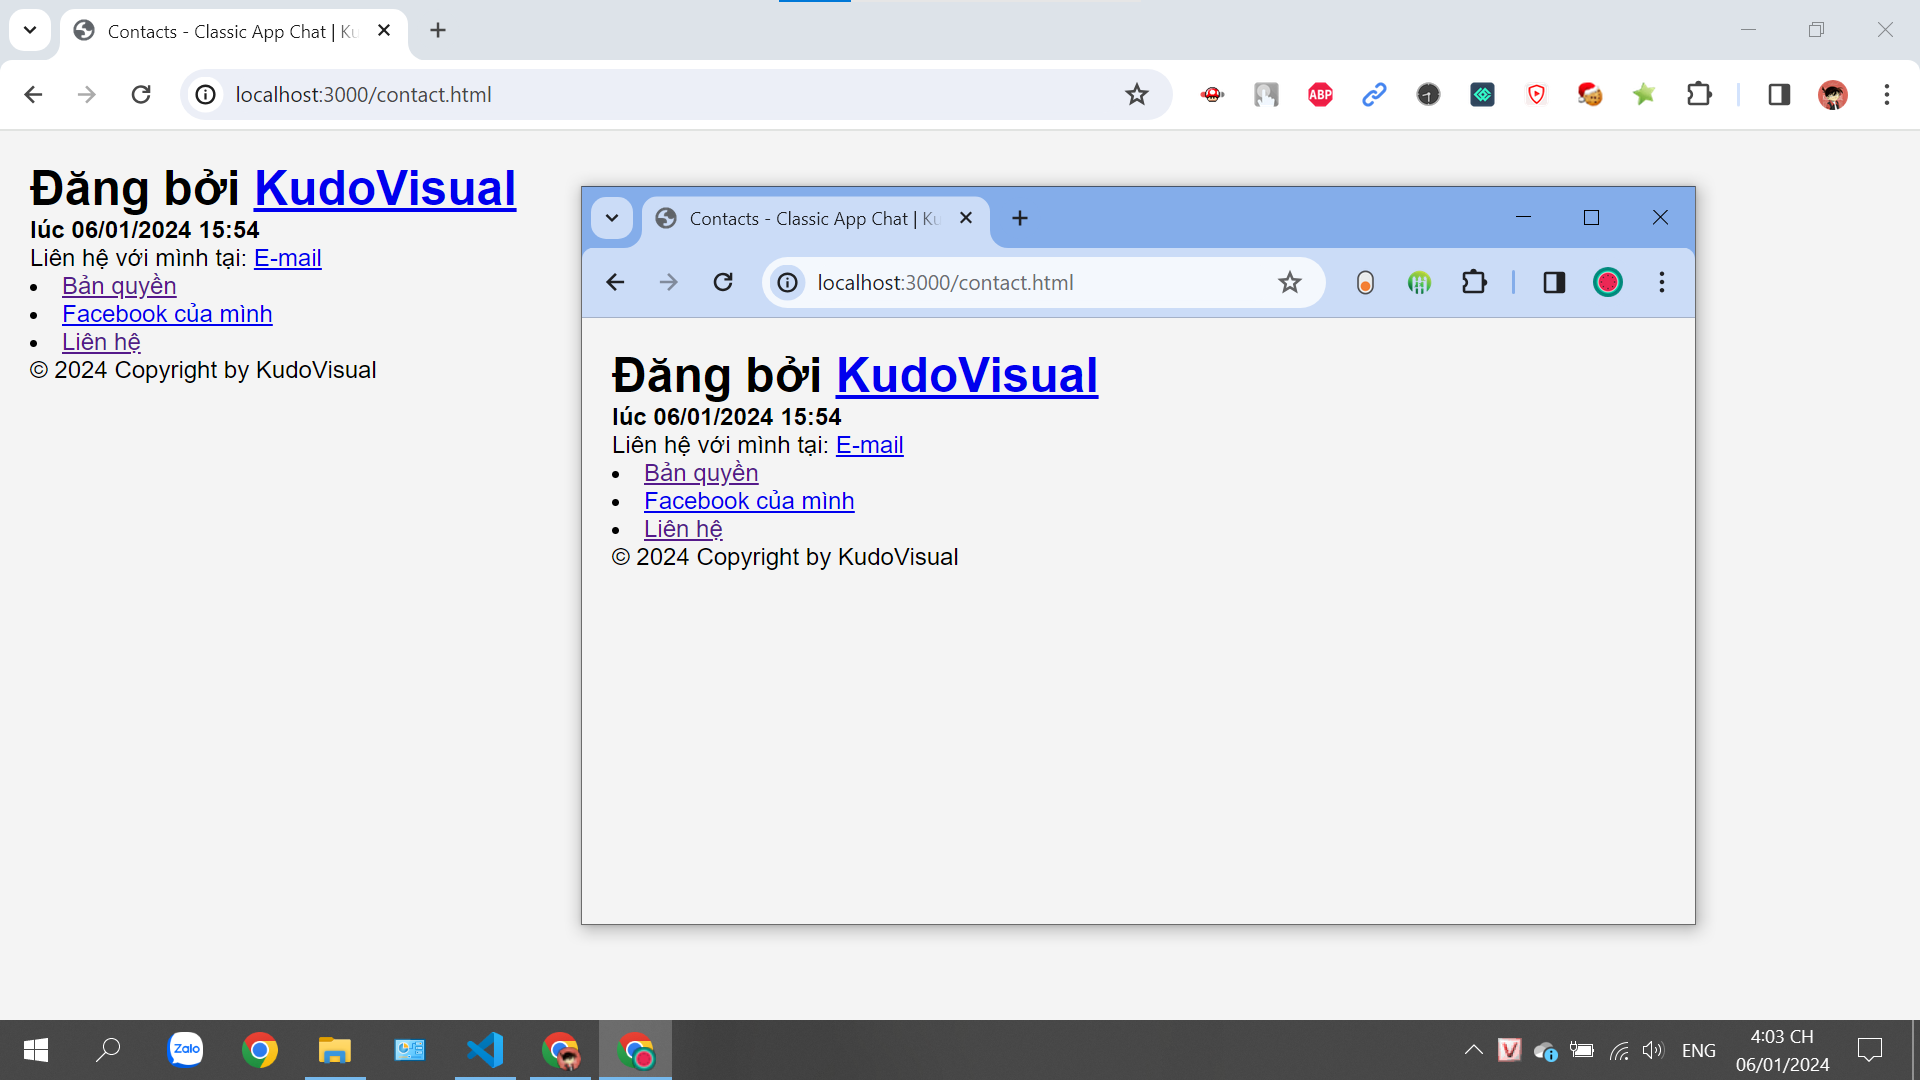 Contacts - Classic App Chat | Ku
localhost:3000/contact.html
ABP
Đăng bởi KudoVisual
lúc 06/01/2024 15:54
Liên hệ với mình tại: E-mail
Bản quyền
Facebook của mình
Liên hệ
© 2024 Copyright by KudoVisual
Contacts - Classic App Chat | Ku
localhost:3000/contact.html
Đăng bởi KudoVisual
lúc 06/01/2024 15:54
Liên hệ với mình tại: E-mail
Bản quyền
Facebook của mình
Liên hệ
© 2024 Copyright by KudoVisual
Zalo
V
ENG
4:03 CH
06/01/2024